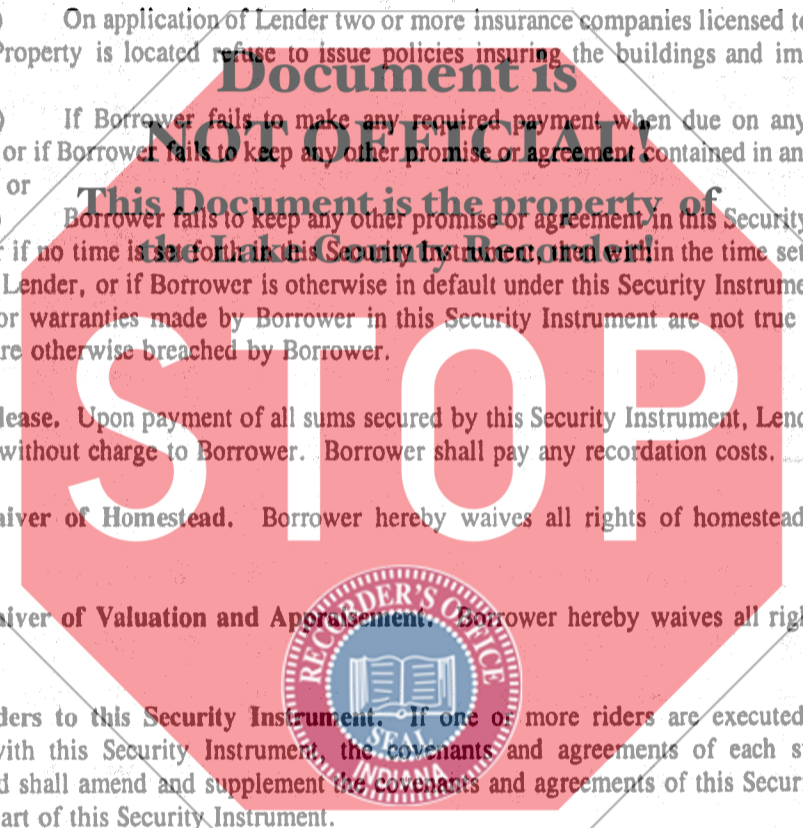 ) On application of Lender two or more insurance companies licensed to
Property is located refuse to issue policies insuring the buildings and im
Document is
) If Borrower fails to make any required payment when due on any
NOT OFFICIAL!
or if Borrower fails to keep any other promise or agreement contained in an
or
This Document is the property of
Borrower fails to keep any other promise or agreement in this Security
the Lake County Recorder!
if no time is set forth in this Security Instrument, then within the time set
Lender, or if Borrower is otherwise in default under this Security Instrume
or warranties made by Borrower in this Security Instrument are not true
re otherwise breached by Borrower.
STOP
lease. Upon payment of all sums secured by this Security Instrument, Lend
without charge to Borrower. Borrower shall pay any recordation costs.
aiver of Homestead. Borrower hereby waives all rights of homestead
aiver of Valuation and Appraisement. Borrower hereby waives all righ
RECORDER'S OFFICE
SEAL
INDIANA
ders to this Security Instrument. If one or more riders are executed
with this Security Instrument, the covenants and agreements of each s
d shall amend and supplement the covenants and agreements of this Secur
art of this Security Instrument.